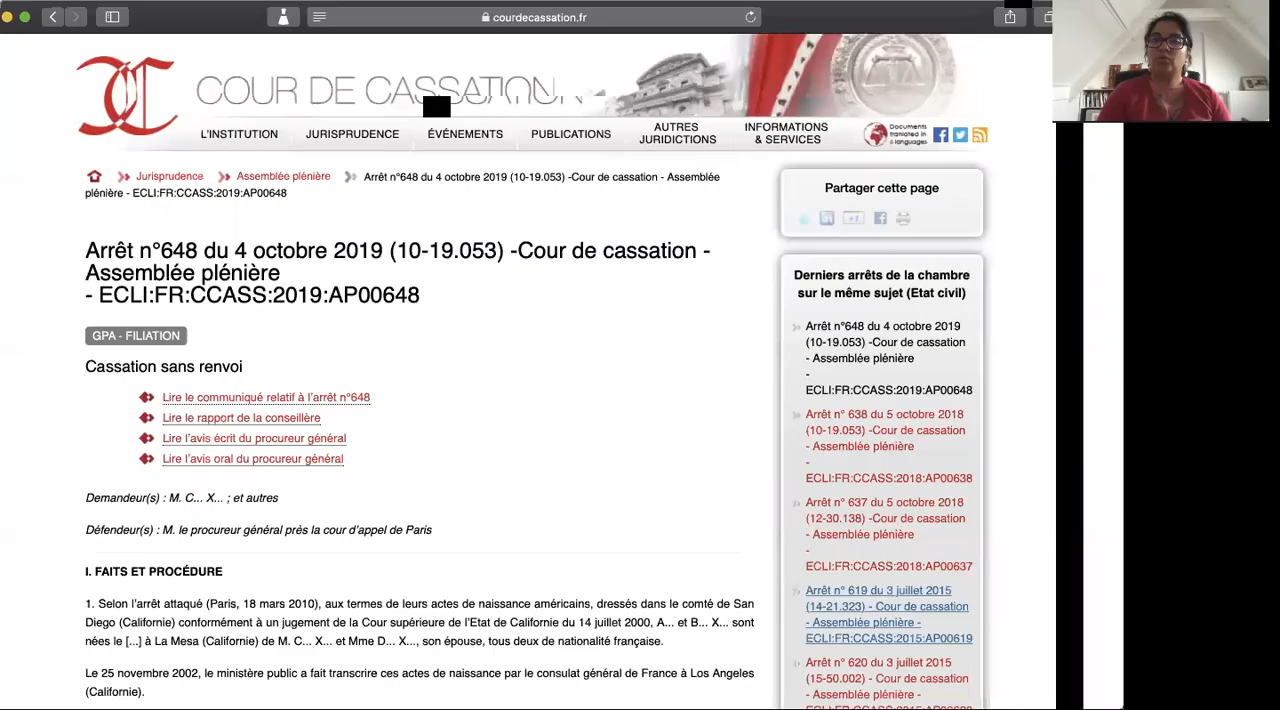 courdecassation.fr
COUR DE CASSATION
L'INSTITUTION
JURISPRUDENCE
ÉVÉNEMENTS
PUBLICATIONS
AUTRES
JURIDICTIONS
INFORMATIONS
& SERVICES
Documents
translated in
6 languages
Jurisprudence Assemblée plénière Arrêt n°648 du 4 octobre 2019 (10-19.053) -Cour de cassation - Assemblée
plénière - ECLI:FR:CCASS:2019:AP00648
Arrêt n°648 du 4 octobre 2019 (10-19.053) -Cour de cassation -
Assemblée plénière
- ECLI:FR:CCASS:2019:AP00648
GPA - FILIATION
Cassation sans renvoi
Lire le communiqué relatif à l'arrêt n°648
Lire le rapport de la conseillère
Lire l'avis écrit du procureur général
Lire l'avis oral du procureur général
Demandeur(s) : M. C... X... ; et autres
Défendeur(s) : M. le procureur général près la cour d'appel de Paris
I. FAITS ET PROCÉDURE
1. Selon l'arrêt attaqué (Paris, 18 mars 2010), aux termes de leurs actes de naissance américains, dressés dans le comté de San
Diego (Californie) conformément à un jugement de la Cour supérieure de l'Etat de Californie du 14 juillet 2000, A... et B... X... sont
nées le [...] à La Mesa (Californie) de M. C... X... et Mme D... X..., son épouse, tous deux de nationalité française.
Le 25 novembre 2002, le ministère public a fait transcrire ces actes de naissance par le consulat général de France à Los Angeles
(Californie).
Partager cette page
Derniers arrêts de la chambre
sur le même sujet (Etat civil)
Arrêt n°648 du 4 octobre 2019
(10-19.053) -Cour de cassation
- Assemblée plénière
-
ECLI:FR:CCASS:2019:AP00648
Arrêt n° 638 du 5 octobre 2018
(10-19.053) -Cour de cassation
- Assemblée plénière
-
ECLI:FR:CCASS:2018:AP00638
Arrêt n° 637 du 5 octobre 2018
(12-30.138) -Cour de cassation
- Assemblée plénière
-
ECLI:FR:CCASS:2018:AP00637
Arrêt n° 619 du 3 juillet 2015
(14-21.323) - Cour de cassation
- Assemblée plénière -
ECLI:FR:CCASS:2015:AP00619
Arrêt n° 620 du 3 juillet 2015
(15-50.002) - Cour de cassation
- Assemblée plénière -